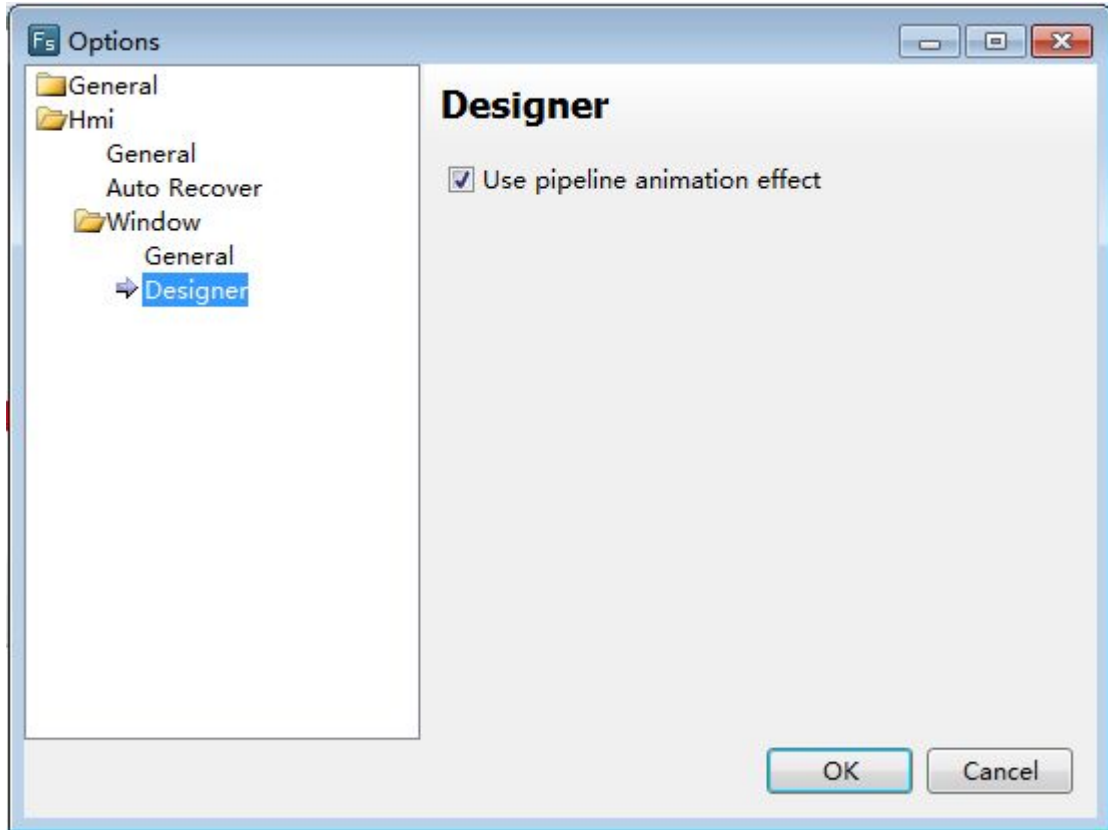 Fs Options
General
Hmi
General
Auto Recover
Window
General
Designer
Designer
Use pipeline animation effect
OK Cancel